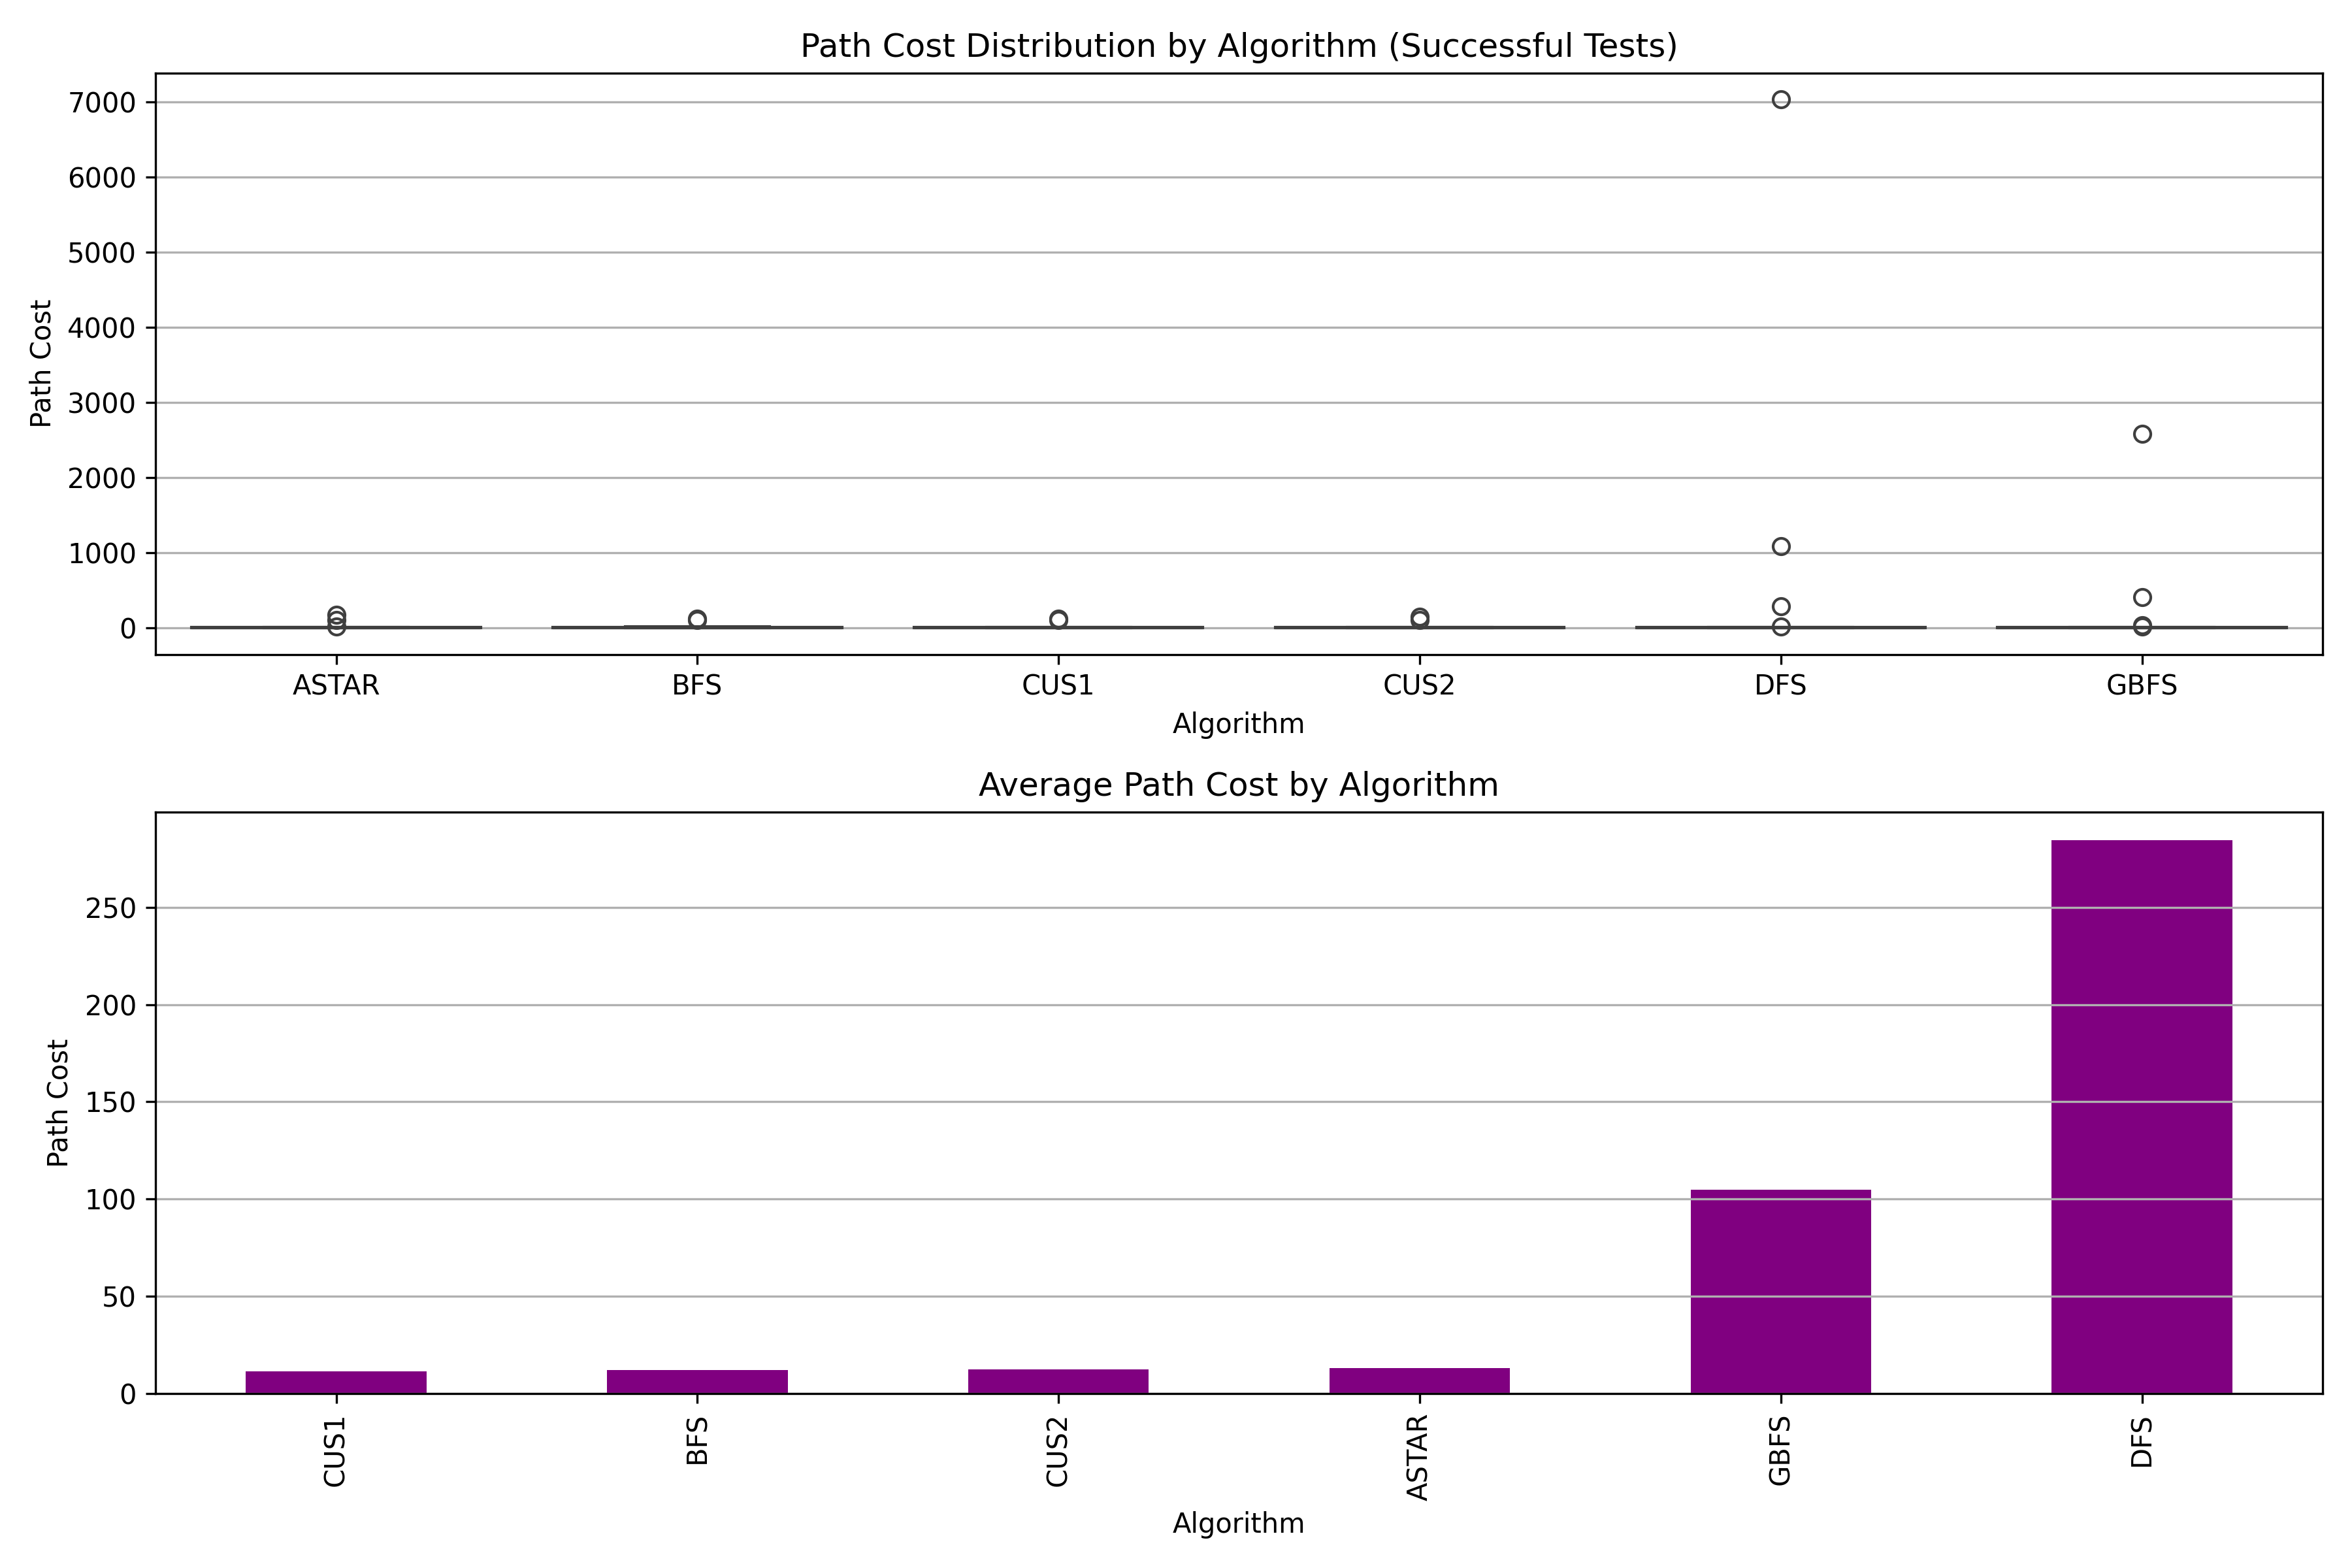 Path Cost Distribution by Algorithm (Successful Tests)
Path Cost
7000
6000
5000
4000
3000
2000
1000
0
ASTAR BFS CUS1 CUS2 DFS GBFS
Algorithm
Average Path Cost by Algorithm
Path Cost
250
200
150
100
50
0
CUS1 BFS CUS2 ASTAR GBFS DFS
Algorithm